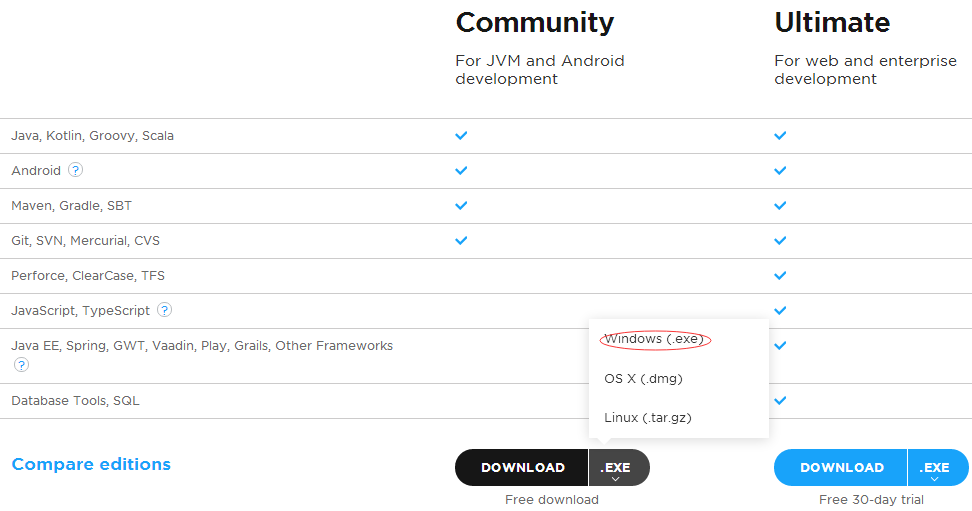 Community
Ultimate
For JVM and Android
development
For web and enterprise
development
Java, Kotlin, Groovy, Scala
Android ?
Maven, Gradle, SBT
Git, SVN, Mercurial, CVS
Perforce, ClearCase, TFS
JavaScript, TypeScript ?
Java EE, Spring, GWT, Vaadin, Play, Grails, Other Frameworks
?
Database Tools, SQL
Windows (.exe)
OS X (.dmg)
Linux (.tar.gz)
Compare editions
DOWNLOAD .EXE
Free download
DOWNLOAD .EXE
Free 30-day trial